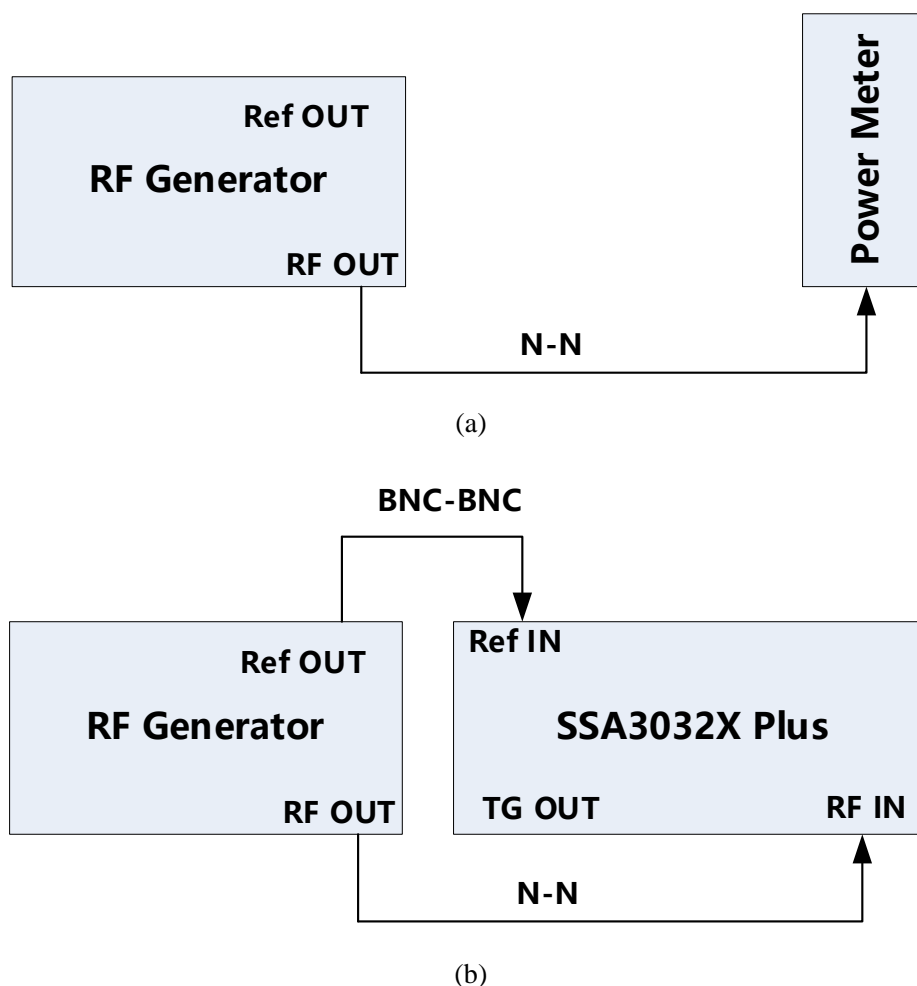 Ref OUT
RF Generator
RF OUT
Power Meter
N-N
(a)
BNC-BNC
Ref OUT
RF Generator
RF OUT
Ref IN
SSA3032X Plus
TG OUT
RF IN
N-N
(b)